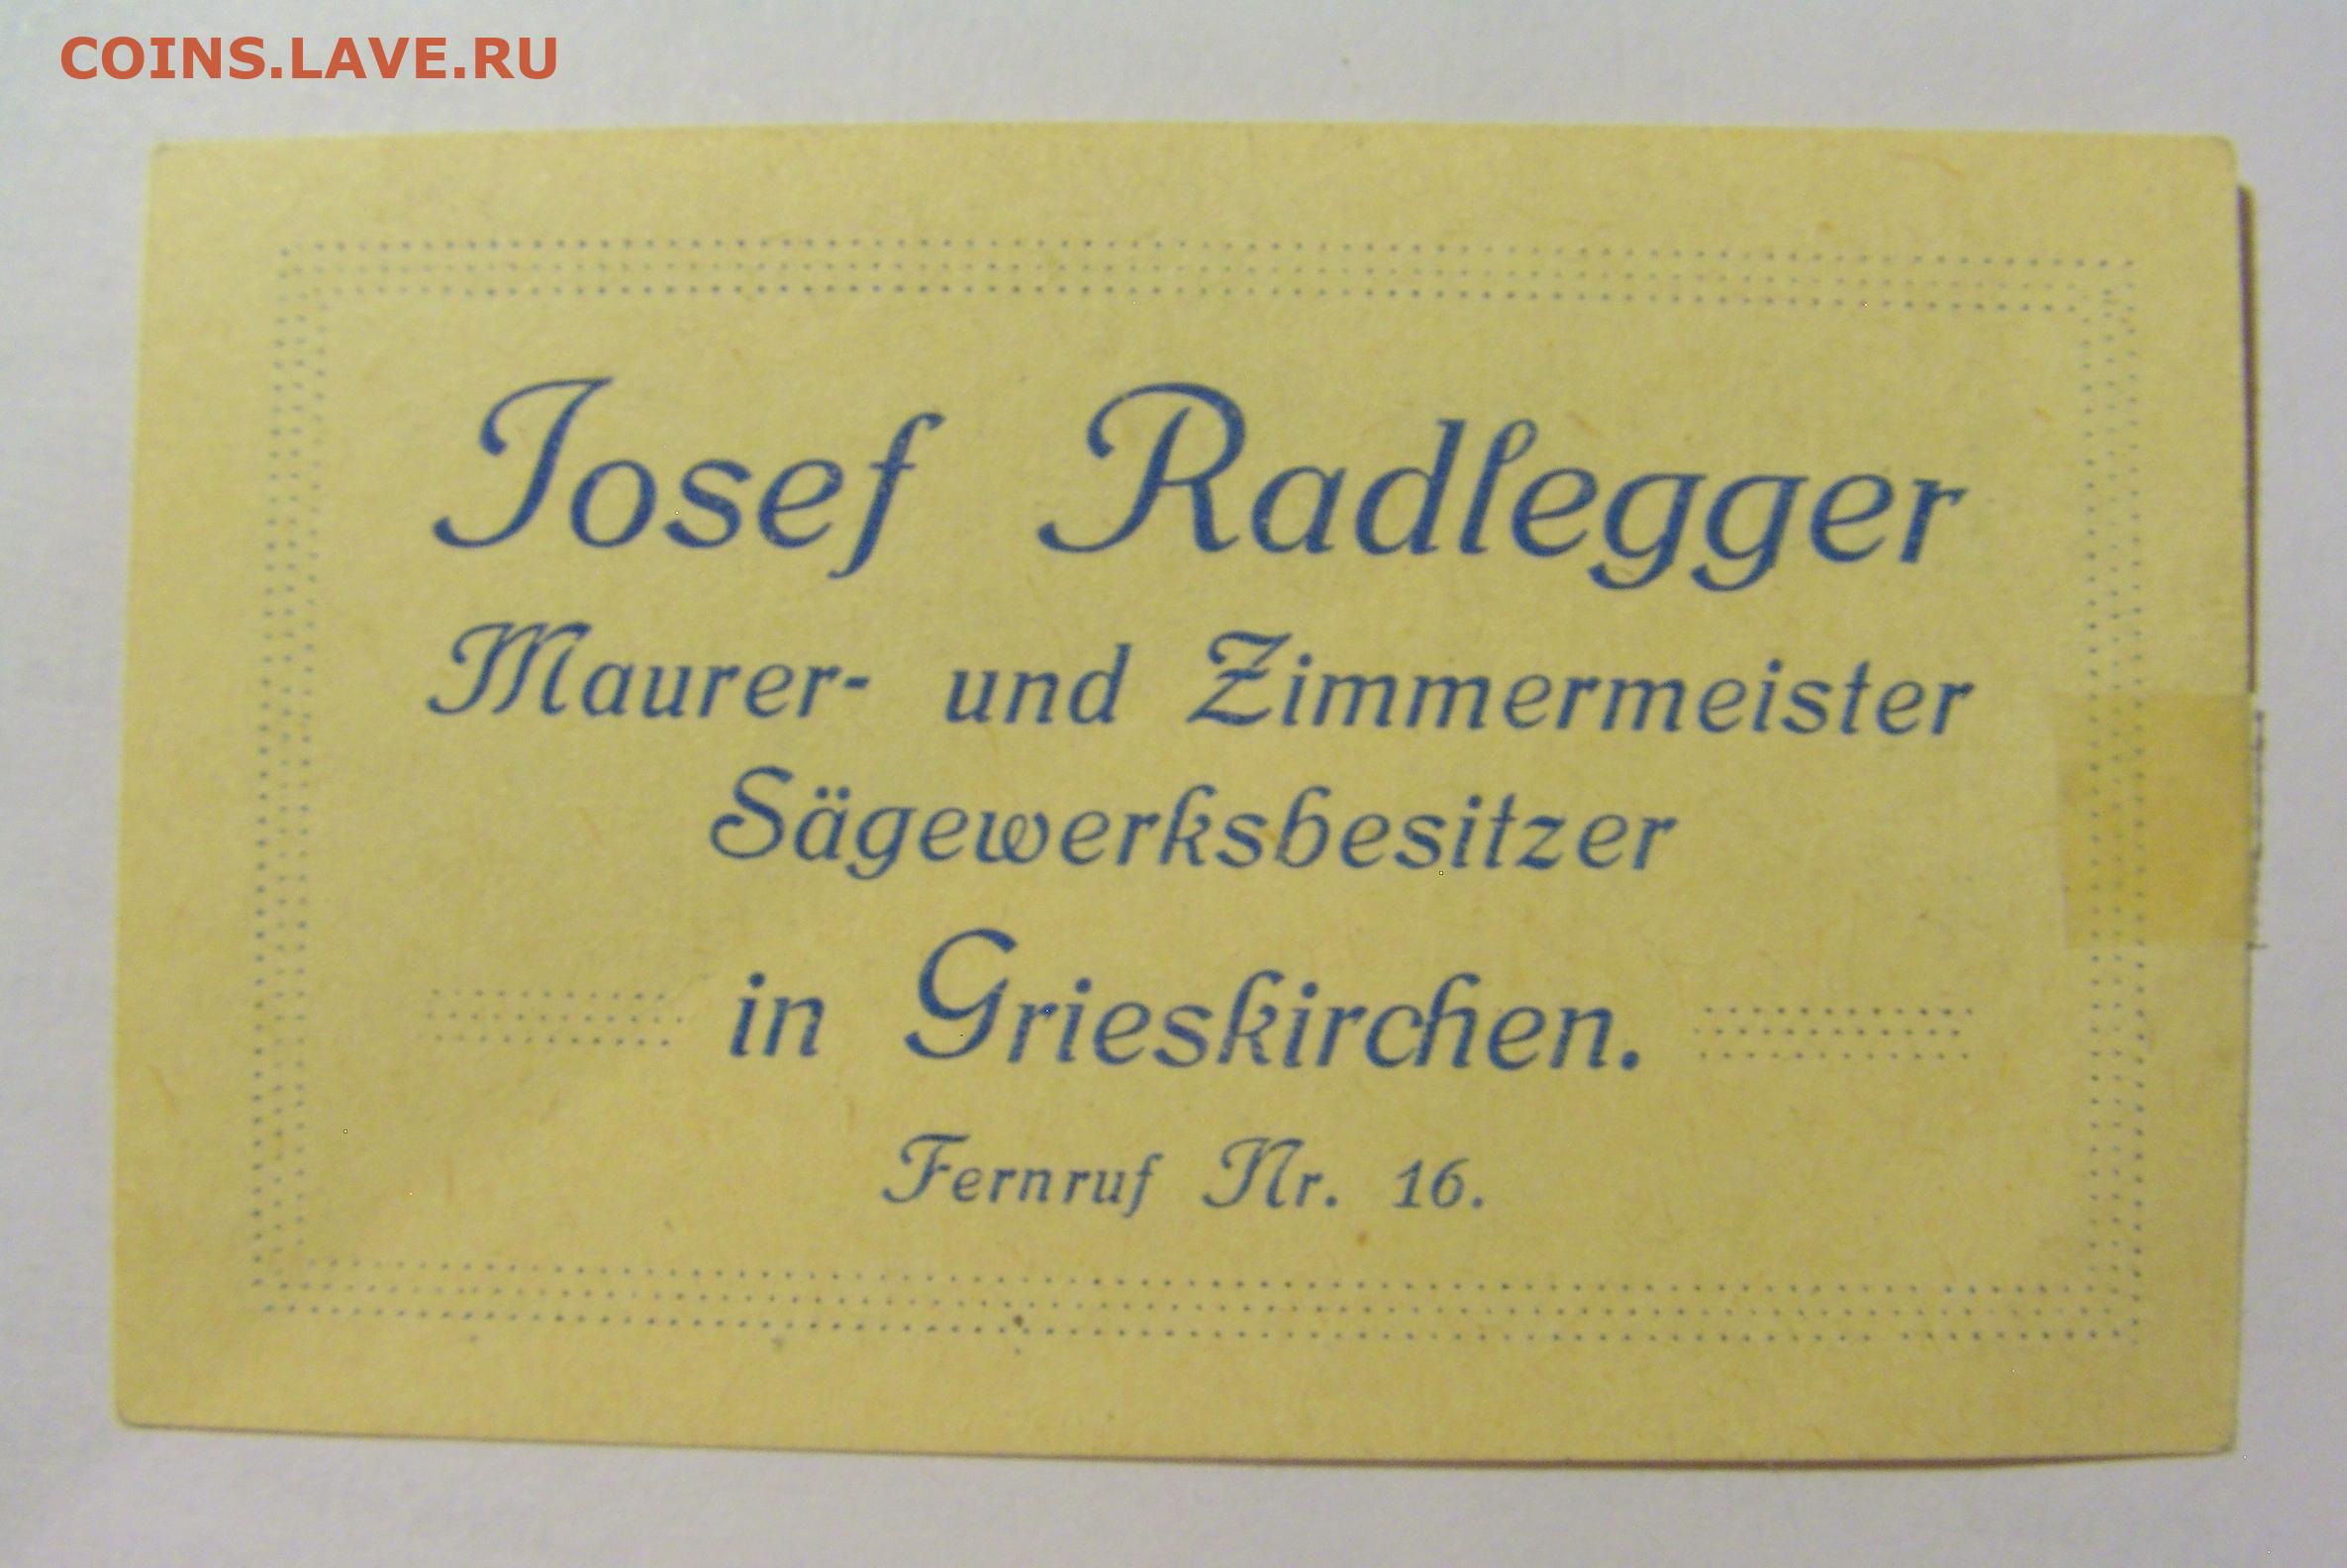 COINS.LAVE.RU
Josef Radlegger
Maurer- und Zimmermeister
Sägewerksbesitzer
in Grieskirchen.
Fernruf Nr. 16.